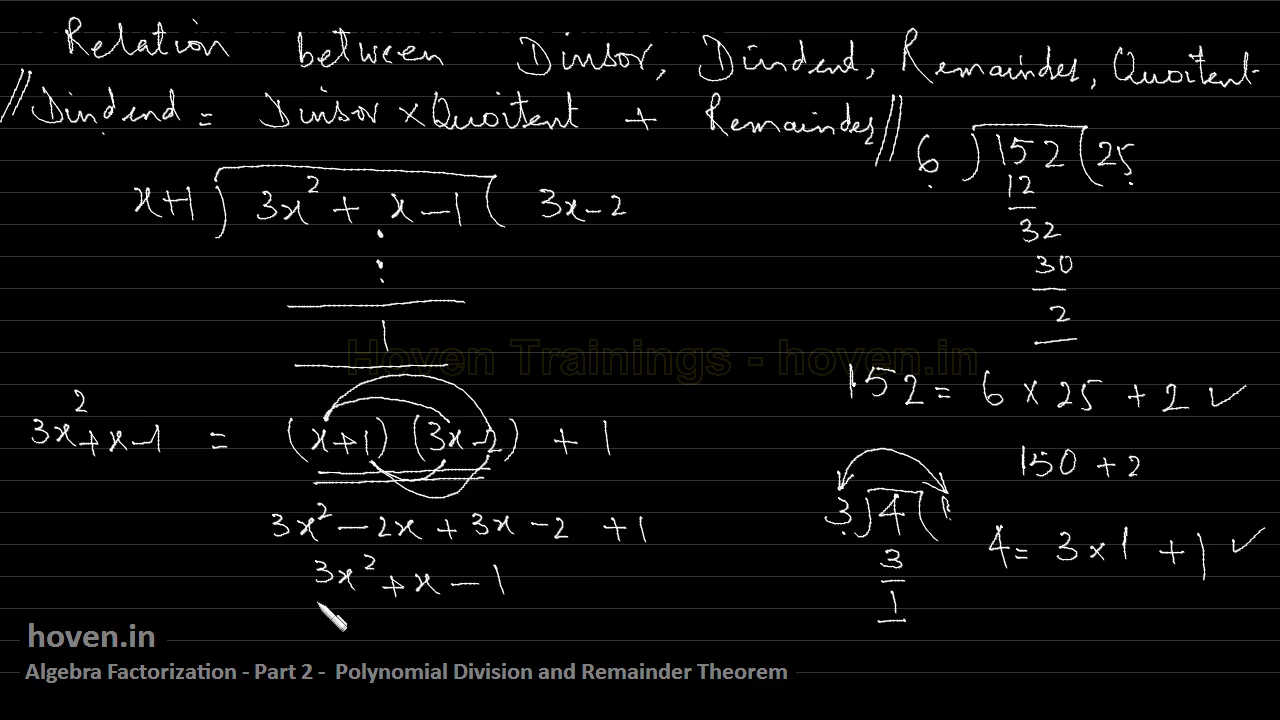 Relation between Divisor, Dividend, Remainder, Quoitent
//Dividend = Divisor × Quoitent + Remainder//
x+1 ) 3x² + x − 1 ( 3x − 2
1
3x² + x − 1 = (x+1) (3x−2) + 1
3x² − 2x + 3x − 2 + 1
3x² + x − 1
6 ) 152 ( 25
12
32
30
2
152 = 6 × 25 + 2 ✓
150 + 2
3 ) 4 ( 1
3
1
4 = 3 × 1 + 1 ✓
Hoven Trainings - hoven.in
hoven.in
Algebra Factorization - Part 2 - Polynomial Division and Remainder Theorem